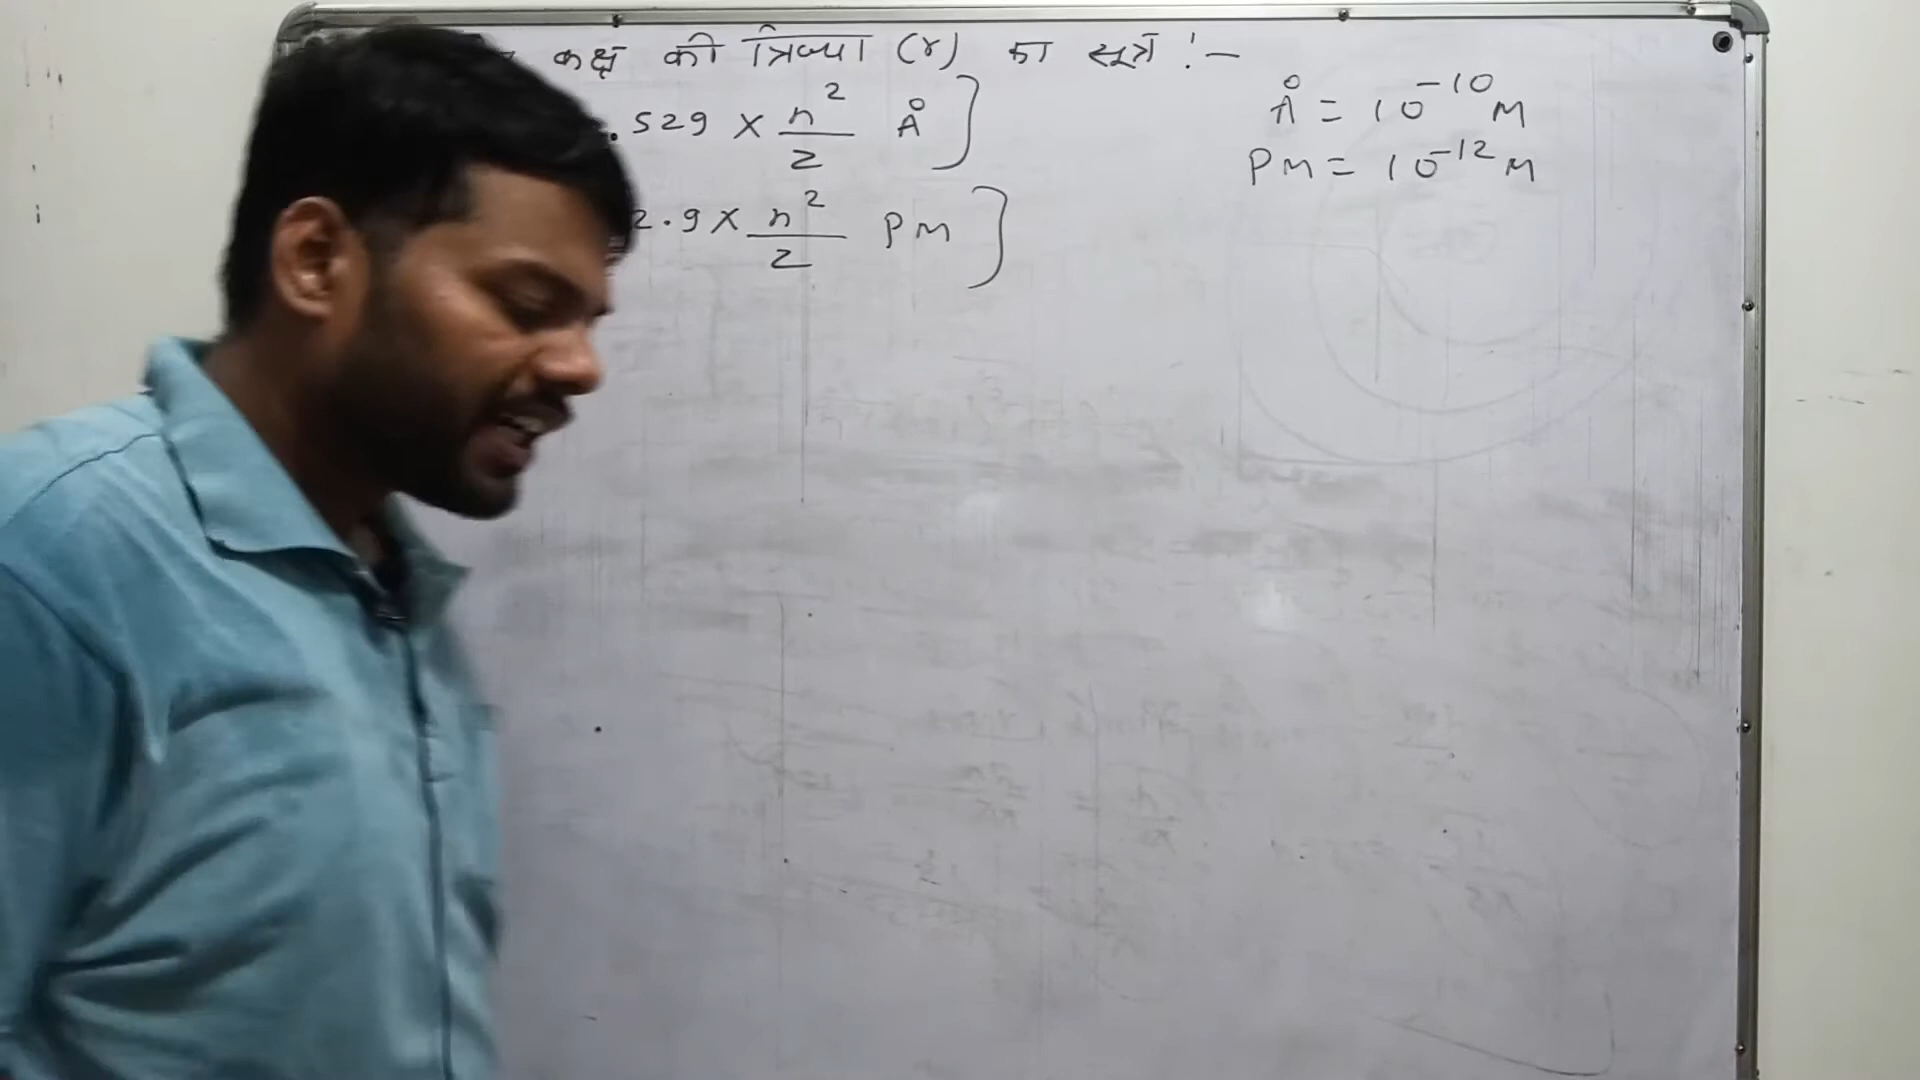 कक्ष की त्रिज्या (r) का सूत्र :-
.529 × n²/z Å ]
2.9 × n²/z PM ]
Å = 10⁻¹⁰ M
PM = 10⁻¹² M